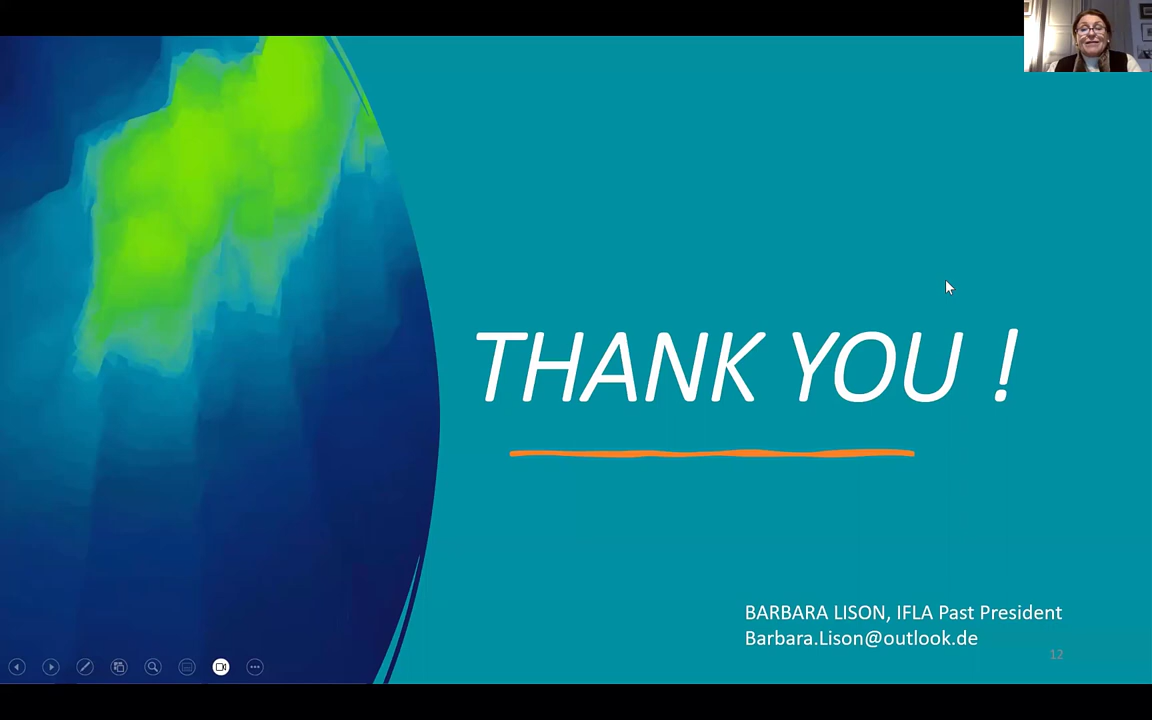 THANK YOU !
BARBARA LISON, IFLA Past President
Barbara.Lison@outlook.de
12